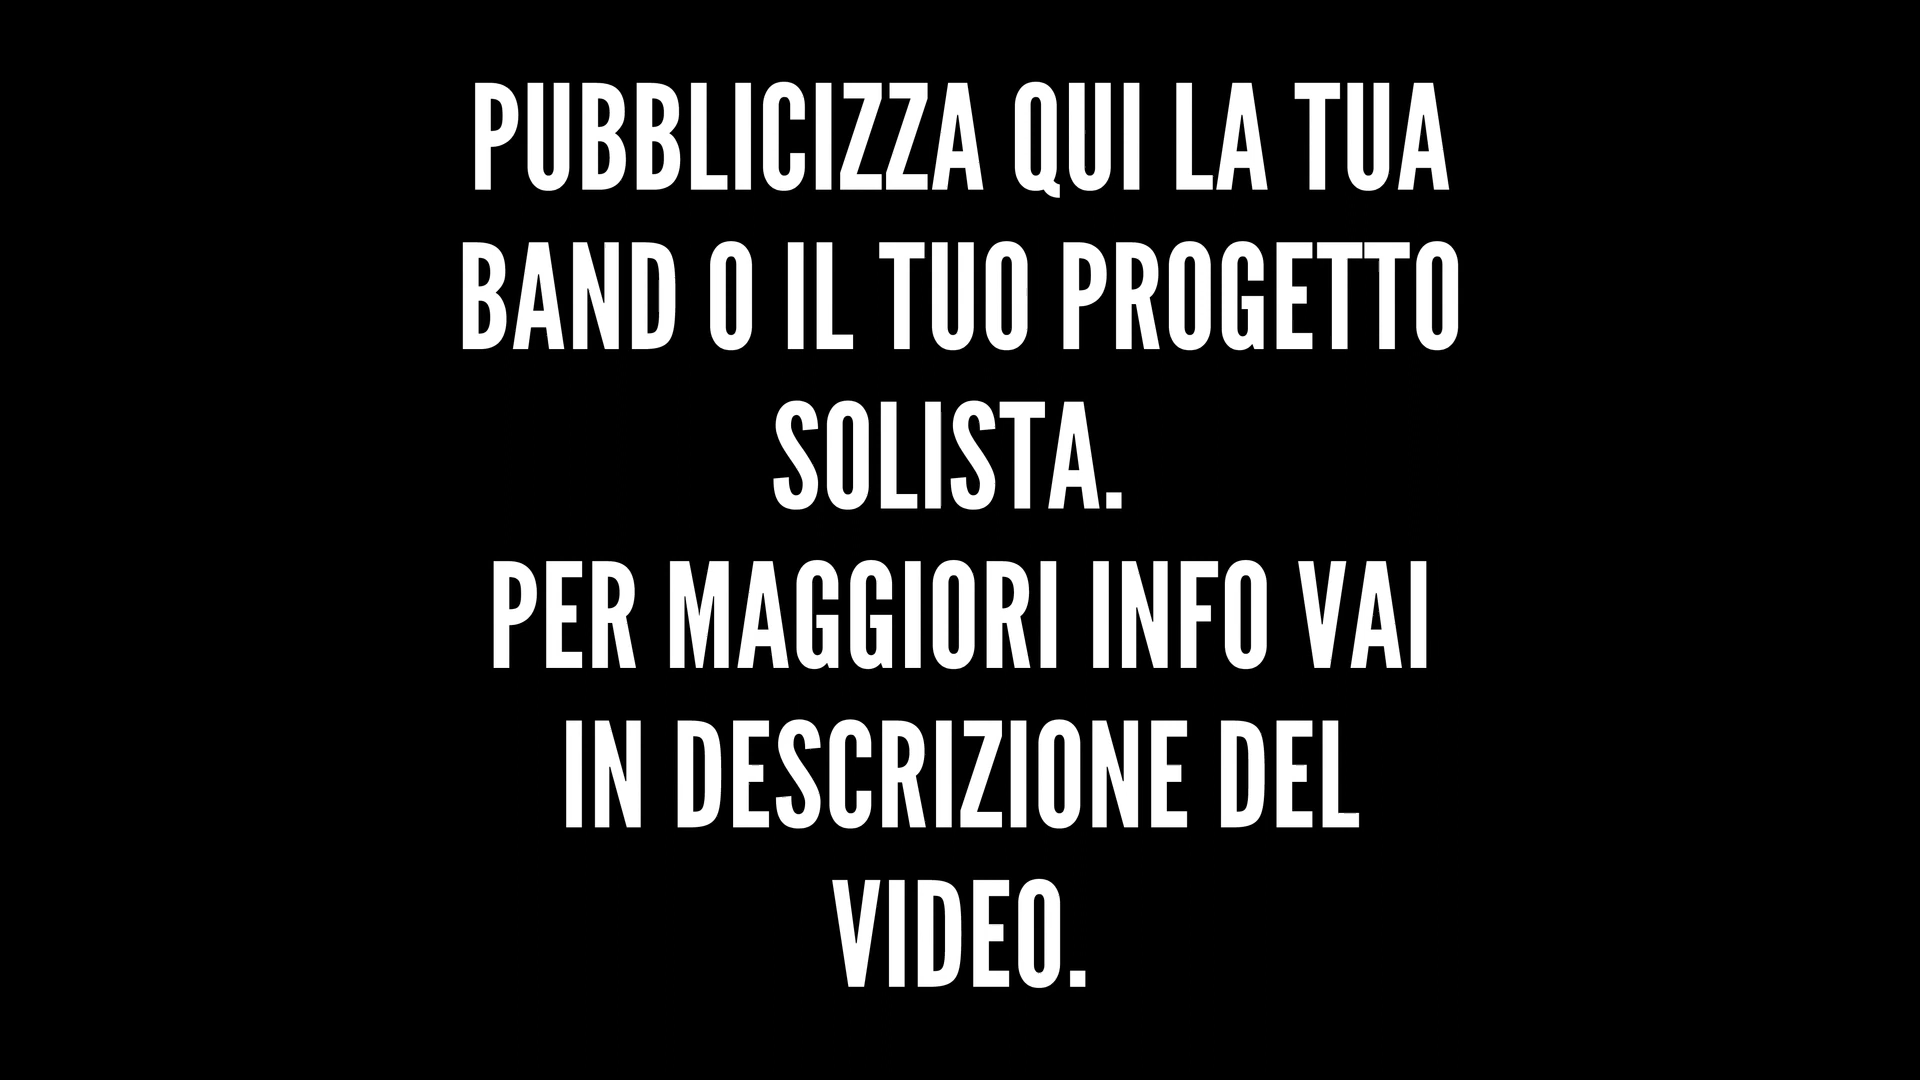 PUBBLICIZZA QUI LA TUA
BAND O IL TUO PROGETTO
SOLISTA.
PER MAGGIORI INFO VAI
IN DESCRIZIONE DEL
VIDEO.